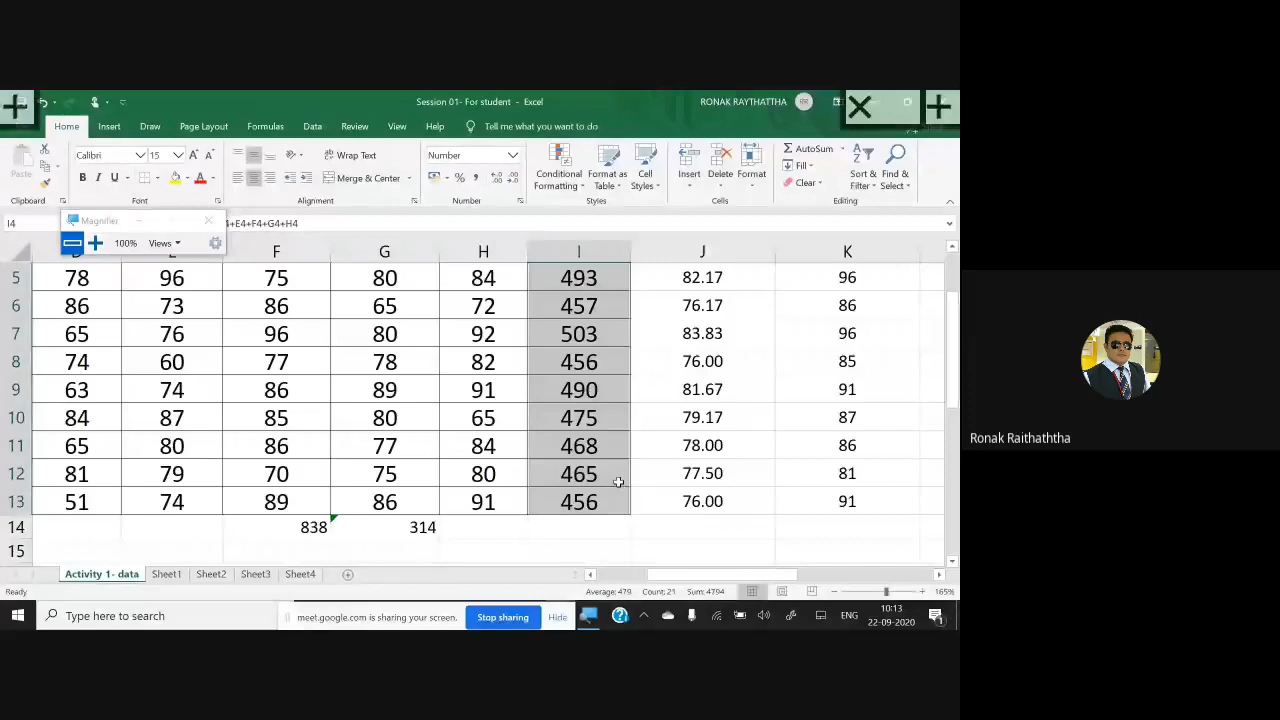 Session 01- For student - Excel
RONAK RAYTHATTHA
Home Insert Draw Page Layout Formulas Data Review View Help Tell me what you want to do
Calibri 15 Wrap Text Number AutoSum
Paste Conditional Formatting Format as Table Cell Styles Insert Delete Format Fill Sort & Filter Find & Select
Merge & Center Clear
Clipboard Font Alignment Number Styles Cells Editing
Magnifier
I4 +E4+F4+G4+H4
100% Views
F G H I J K
5 78 96 75 80 84 493 82.17 96
6 86 73 86 65 72 457 76.17 86
7 65 76 96 80 92 503 83.83 96
8 74 60 77 78 82 456 76.00 85
9 63 74 86 89 91 490 81.67 91
10 84 87 85 80 65 475 79.17 87
11 65 80 86 77 84 468 78.00 86
12 81 79 70 75 80 465 77.50 81
13 51 74 89 86 91 456 76.00 91
14 838 314
15
Activity 1- data Sheet1 Sheet2 Sheet3 Sheet4
Ready Average: 479 Count: 21 Sum: 4794 165%
Type here to search meet.google.com is sharing your screen. Stop sharing Hide ENG 10:13
22-09-2020
Ronak Raithaththa